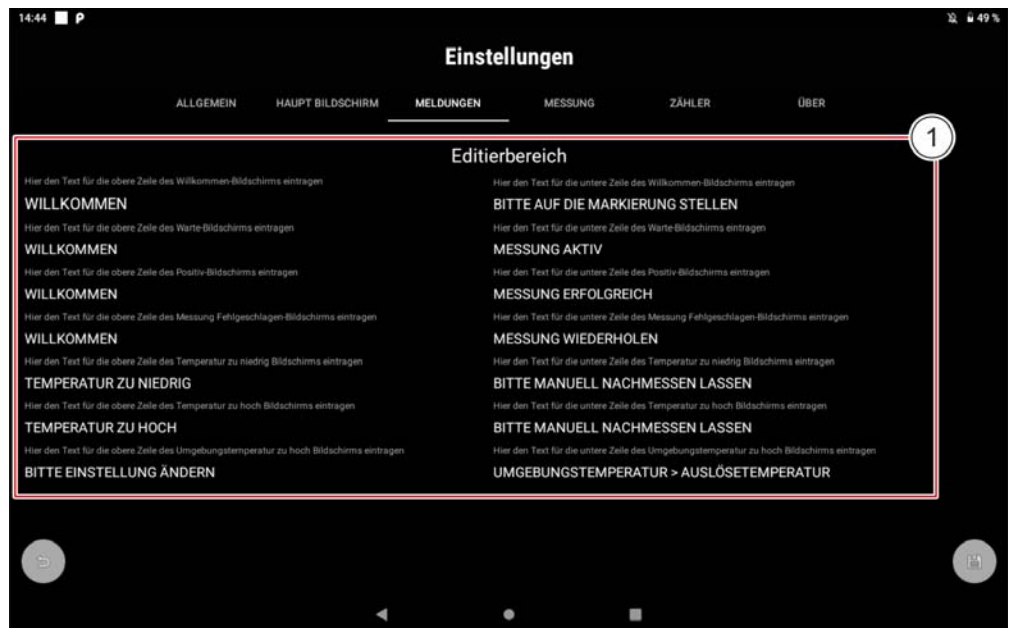 14:44 P 49 %
Einstellungen
ALLGEMEIN HAUPT BILDSCHIRM MELDUNGEN MESSUNG ZÄHLER ÜBER
1
Editierbereich
Hier den Text für die obere Zeile des Willkommen-Bildschirms eintragen Hier den Text für die untere Zeile des Willkommen-Bildschirms eintragen
WILLKOMMEN BITTE AUF DIE MARKIERUNG STELLEN
Hier den Text für die obere Zeile des Warte-Bildschirms eintragen Hier den Text für die untere Zeile des Warte-Bildschirms eintragen
WILLKOMMEN MESSUNG AKTIV
Hier den Text für die obere Zeile des Positiv-Bildschirms eintragen Hier den Text für die untere Zeile des Positiv-Bildschirms eintragen
WILLKOMMEN MESSUNG ERFOLGREICH
Hier den Text für die obere Zeile des Messung Fehlgeschlagen-Bildschirms eintragen Hier den Text für die untere Zeile des Messung Fehlgeschlagen-Bildschirms eintragen
WILLKOMMEN MESSUNG WIEDERHOLEN
Hier den Text für die obere Zeile des Temperatur zu niedrig Bildschirms eintragen Hier den Text für die untere Zeile des Temperatur zu niedrig Bildschirms eintragen
TEMPERATUR ZU NIEDRIG BITTE MANUELL NACHMESSEN LASSEN
Hier den Text für die obere Zeile des Temperatur zu hoch Bildschirms eintragen Hier den Text für die untere Zeile des Temperatur zu hoch Bildschirms eintragen
TEMPERATUR ZU HOCH BITTE MANUELL NACHMESSEN LASSEN
Hier den Text für die obere Zeile des Umgebungstemperatur zu hoch Bildschirms eintragen Hier den Text für die untere Zeile des Umgebungstemperatur zu hoch Bildschirms eintragen
BITTE EINSTELLUNG ÄNDERN UMGEBUNGSTEMPERATUR > AUSLÖSETEMPERATUR